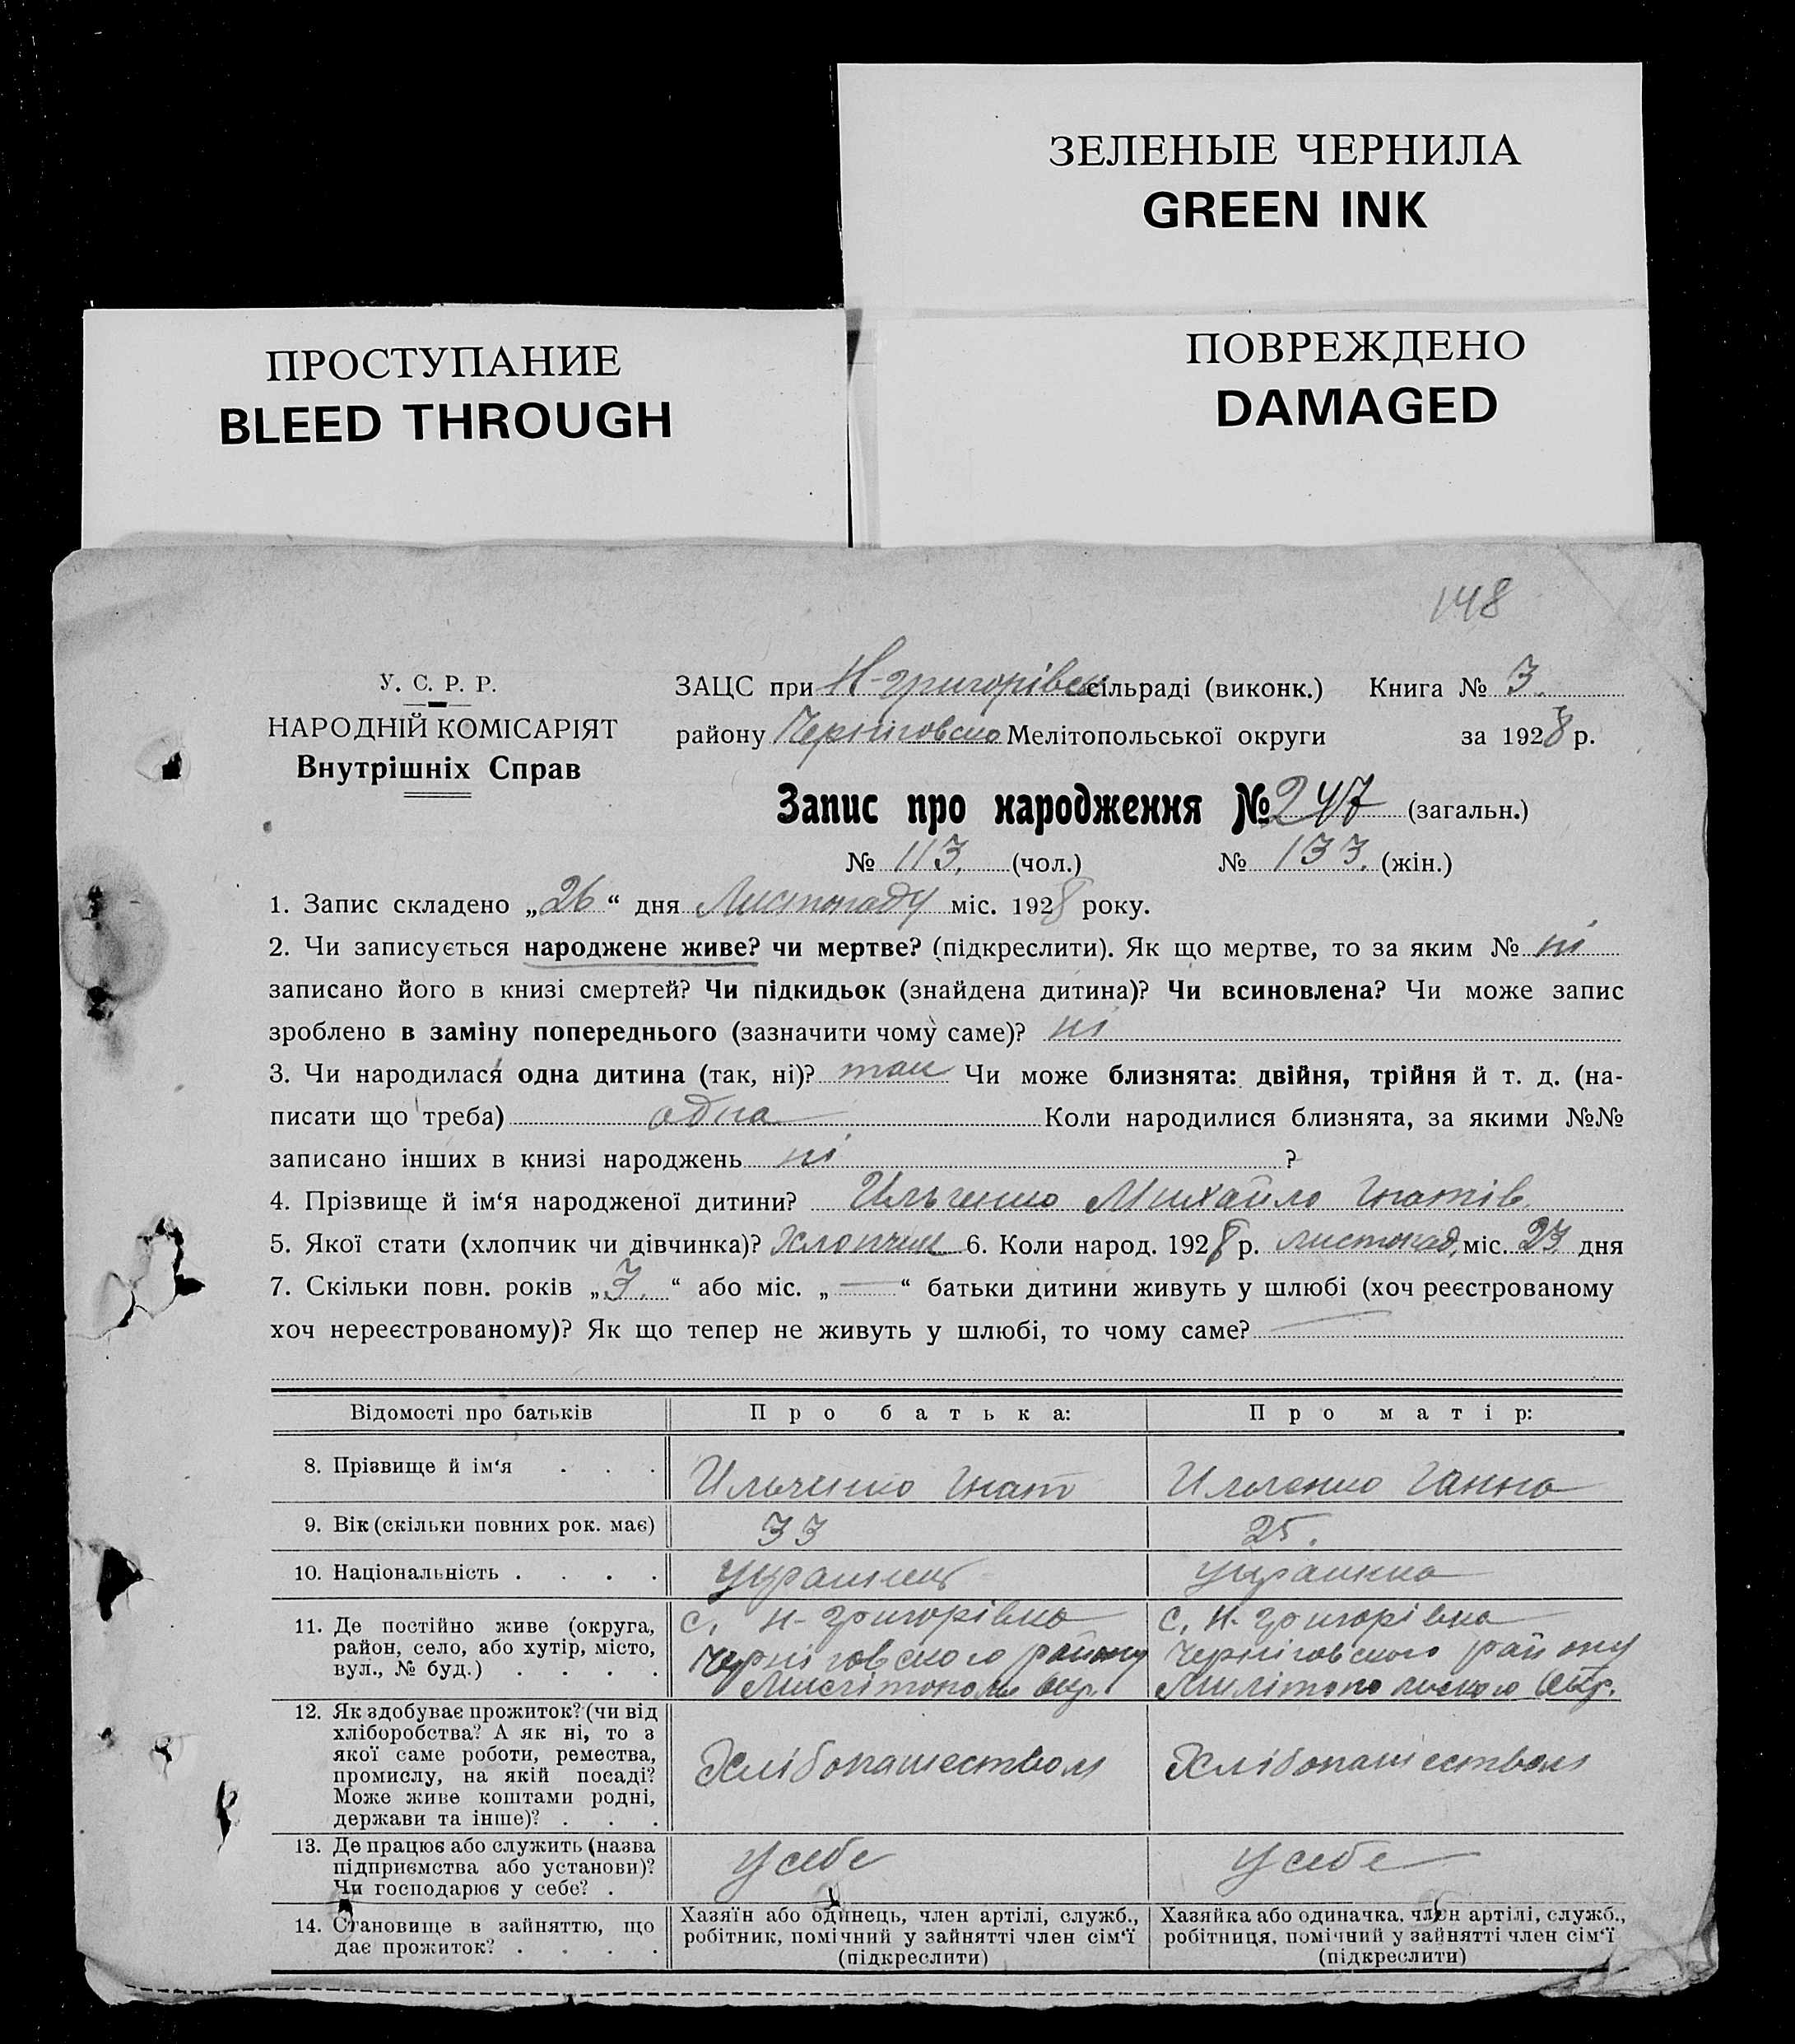 ЗЕЛЕНЫЕ ЧЕРНИЛА
GREEN INK
ПРОСТУПАНИЕ
BLEED THROUGH
ПОВРЕЖДЕНО
DAMAGED
148
У. С. Р. Р.
НАРОДНІЙ КОМІСАРІЯТ
Внутрішніх Справ
ЗАЦС при Н-Григорівск сільраді (виконк.) Книга № 3.
району Черніговско Мелітопольської округи за 1928 р.
Запис про народження № 247 (загальн.)
№ 113. (чол.) № 133. (жін.)
1. Запис складено „26“ дня Листопаду міс. 1928 року.
2. Чи записується народжене живе? чи мертве? (підкреслити). Як що мертве, то за яким № ні
записано його в книзі смертей? Чи підкидьок (знайдена дитина)? Чи всиновлена? Чи може запис
зроблено в заміну попереднього (зазначити чому саме)? ні
3. Чи народилася одна дитина (так, ні)? так Чи може близнята: двійня, трійня й т. д. (на-
писати що треба) одна Коли народилися близнята, за якими №№
записано інших в книзі народжень ні ?
4. Прізвище й ім‘я народженої дитини? Ильченко Михайло Гнатів.
5. Якої стати (хлопчик чи дівчинка)? Хлопчик 6. Коли народ. 1928 р. листопад, міс. 23 дня
7. Скільки повн. років „3.“ або міс. „—“ батьки дитини живуть у шлюбі (хоч реєстрованому
хоч нереєстрованому)? Як що тепер не живуть у шлюбі, то чому саме? —
Відомості про батьків Про батька: Про матір:
8. Прізвище й ім‘я . . . Ильченко Гнат Ильченко Ганна
9. Вік (скільки повних рок. має) 33 25.
10. Національність . . . . українец українка
11. Де постійно живе (округа, район, село, або хутір, місто, вул., № буд.) . . . .
с. Н-Григорівка
Черніговского району
Мелітополь Окр.
с. Н-Григорівка
Черніговского району
Милітопольского Окр.
12. Як здобуває прожиток? (чи від
хліборобства? А як ні, то з
якої саме роботи, ремества,
промислу, на якій посаді?
Може живе коштами родні,
держави та інше)? . . .
Хлібопашеством
Хлібопашеством
13. Де працює або служить (назва
підприємства або установи)?
Чи господарює у себе? .
У себе
У себе
14. Становище в зайняттю, що
дає прожиток? . . . .
Хазяїн або одинець, член артілі, служб.,
робітник, помічний у зайнятті член сім‘ї
(підкреслити)
Хазяйка або одиначка, член артілі, служб.,
робітниця, помічний у зайнятті член сім‘ї
(підкреслити)